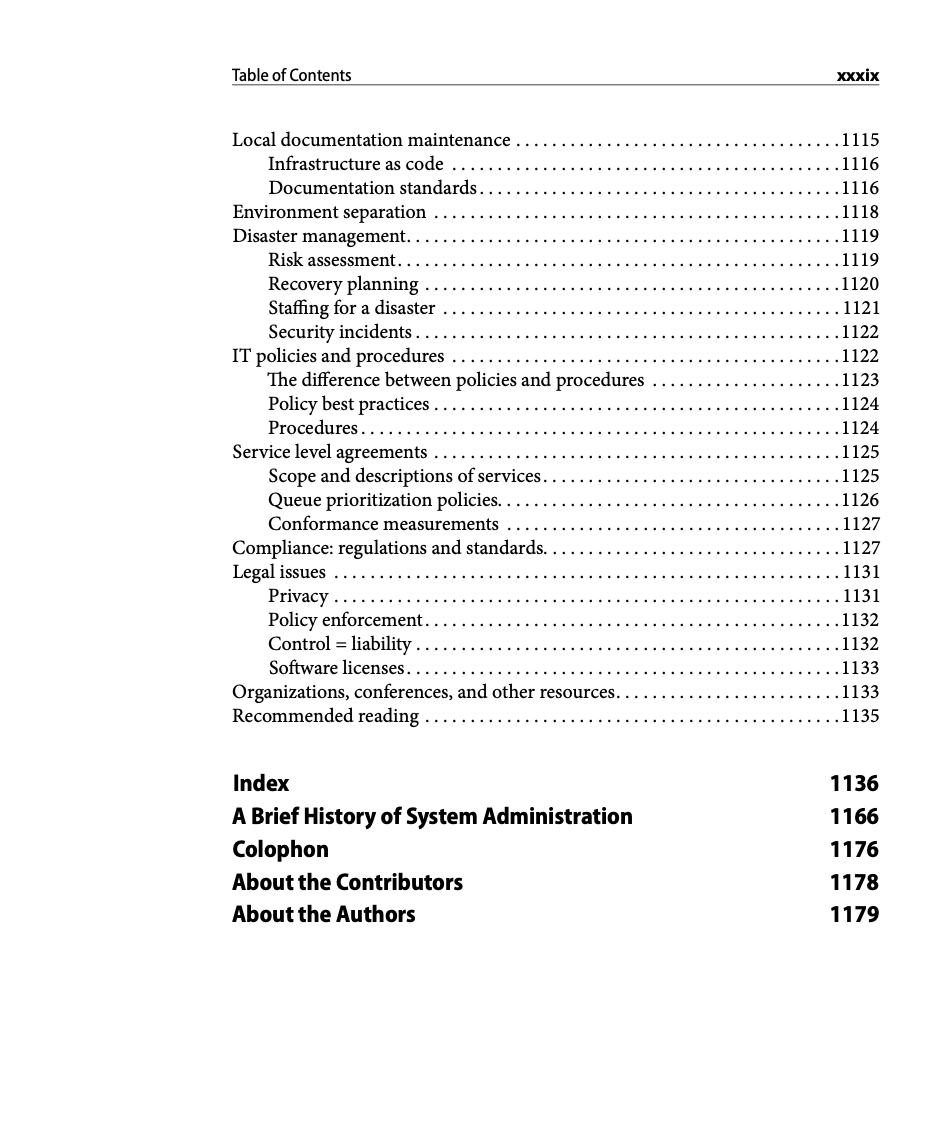 Table of Contents xxxix
Local documentation maintenance . . . . . . . . . . . . . . . . . . . . . . . . . . . . . . . . . . . . 1115
Infrastructure as code . . . . . . . . . . . . . . . . . . . . . . . . . . . . . . . . . . . . . . . . . . . 1116
Documentation standards . . . . . . . . . . . . . . . . . . . . . . . . . . . . . . . . . . . . . . . . 1116
Environment separation . . . . . . . . . . . . . . . . . . . . . . . . . . . . . . . . . . . . . . . . . . . . . 1118
Disaster management . . . . . . . . . . . . . . . . . . . . . . . . . . . . . . . . . . . . . . . . . . . . . . . . 1119
Risk assessment . . . . . . . . . . . . . . . . . . . . . . . . . . . . . . . . . . . . . . . . . . . . . . . . . 1119
Recovery planning . . . . . . . . . . . . . . . . . . . . . . . . . . . . . . . . . . . . . . . . . . . . . . 1120
Staffing for a disaster . . . . . . . . . . . . . . . . . . . . . . . . . . . . . . . . . . . . . . . . . . . . 1121
Security incidents . . . . . . . . . . . . . . . . . . . . . . . . . . . . . . . . . . . . . . . . . . . . . . . 1122
IT policies and procedures . . . . . . . . . . . . . . . . . . . . . . . . . . . . . . . . . . . . . . . . . . . 1122
The difference between policies and procedures . . . . . . . . . . . . . . . . . . . . . 1123
Policy best practices . . . . . . . . . . . . . . . . . . . . . . . . . . . . . . . . . . . . . . . . . . . . . 1124
Procedures . . . . . . . . . . . . . . . . . . . . . . . . . . . . . . . . . . . . . . . . . . . . . . . . . . . . . 1124
Service level agreements . . . . . . . . . . . . . . . . . . . . . . . . . . . . . . . . . . . . . . . . . . . . . 1125
Scope and descriptions of services . . . . . . . . . . . . . . . . . . . . . . . . . . . . . . . . . 1125
Queue prioritization policies. . . . . . . . . . . . . . . . . . . . . . . . . . . . . . . . . . . . . . 1126
Conformance measurements . . . . . . . . . . . . . . . . . . . . . . . . . . . . . . . . . . . . . 1127
Compliance: regulations and standards. . . . . . . . . . . . . . . . . . . . . . . . . . . . . . . . . 1127
Legal issues . . . . . . . . . . . . . . . . . . . . . . . . . . . . . . . . . . . . . . . . . . . . . . . . . . . . . . . . 1131
Privacy . . . . . . . . . . . . . . . . . . . . . . . . . . . . . . . . . . . . . . . . . . . . . . . . . . . . . . . . 1131
Policy enforcement . . . . . . . . . . . . . . . . . . . . . . . . . . . . . . . . . . . . . . . . . . . . . . 1132
Control = liability . . . . . . . . . . . . . . . . . . . . . . . . . . . . . . . . . . . . . . . . . . . . . . . 1132
Software licenses . . . . . . . . . . . . . . . . . . . . . . . . . . . . . . . . . . . . . . . . . . . . . . . . 1133
Organizations, conferences, and other resources . . . . . . . . . . . . . . . . . . . . . . . . . 1133
Recommended reading . . . . . . . . . . . . . . . . . . . . . . . . . . . . . . . . . . . . . . . . . . . . . . 1135
Index 1136
A Brief History of System Administration 1166
Colophon 1176
About the Contributors 1178
About the Authors 1179